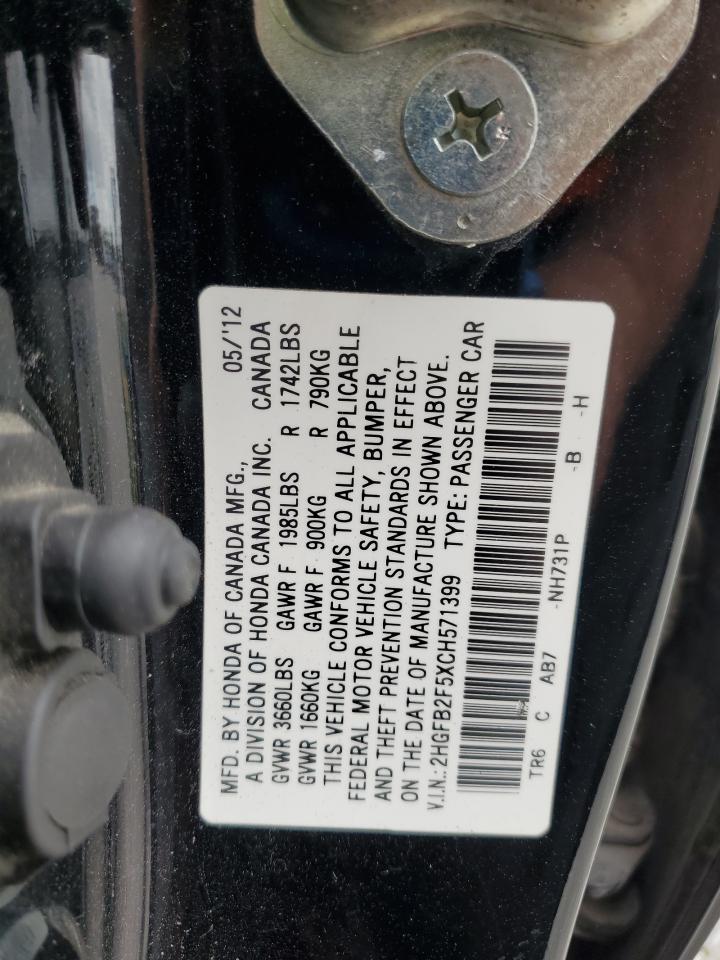 MFD. BY HONDA OF CANADA MFG., 05/'12
A DIVISION OF HONDA CANADA INC. CANADA
GVWR 3660LBS GAWR F 1985LBS R 1742LBS
GVWR 1660KG GAWR F 900KG R 790KG
THIS VEHICLE CONFORMS TO ALL APPLICABLE
FEDERAL MOTOR VEHICLE SAFETY, BUMPER,
AND THEFT PREVENTION STANDARDS IN EFFECT
ON THE DATE OF MANUFACTURE SHOWN ABOVE.
V.I.N.: 2HGFB2F5XCH571399 TYPE: PASSENGER CAR
TR6 C AB7 -NH731P -B -H